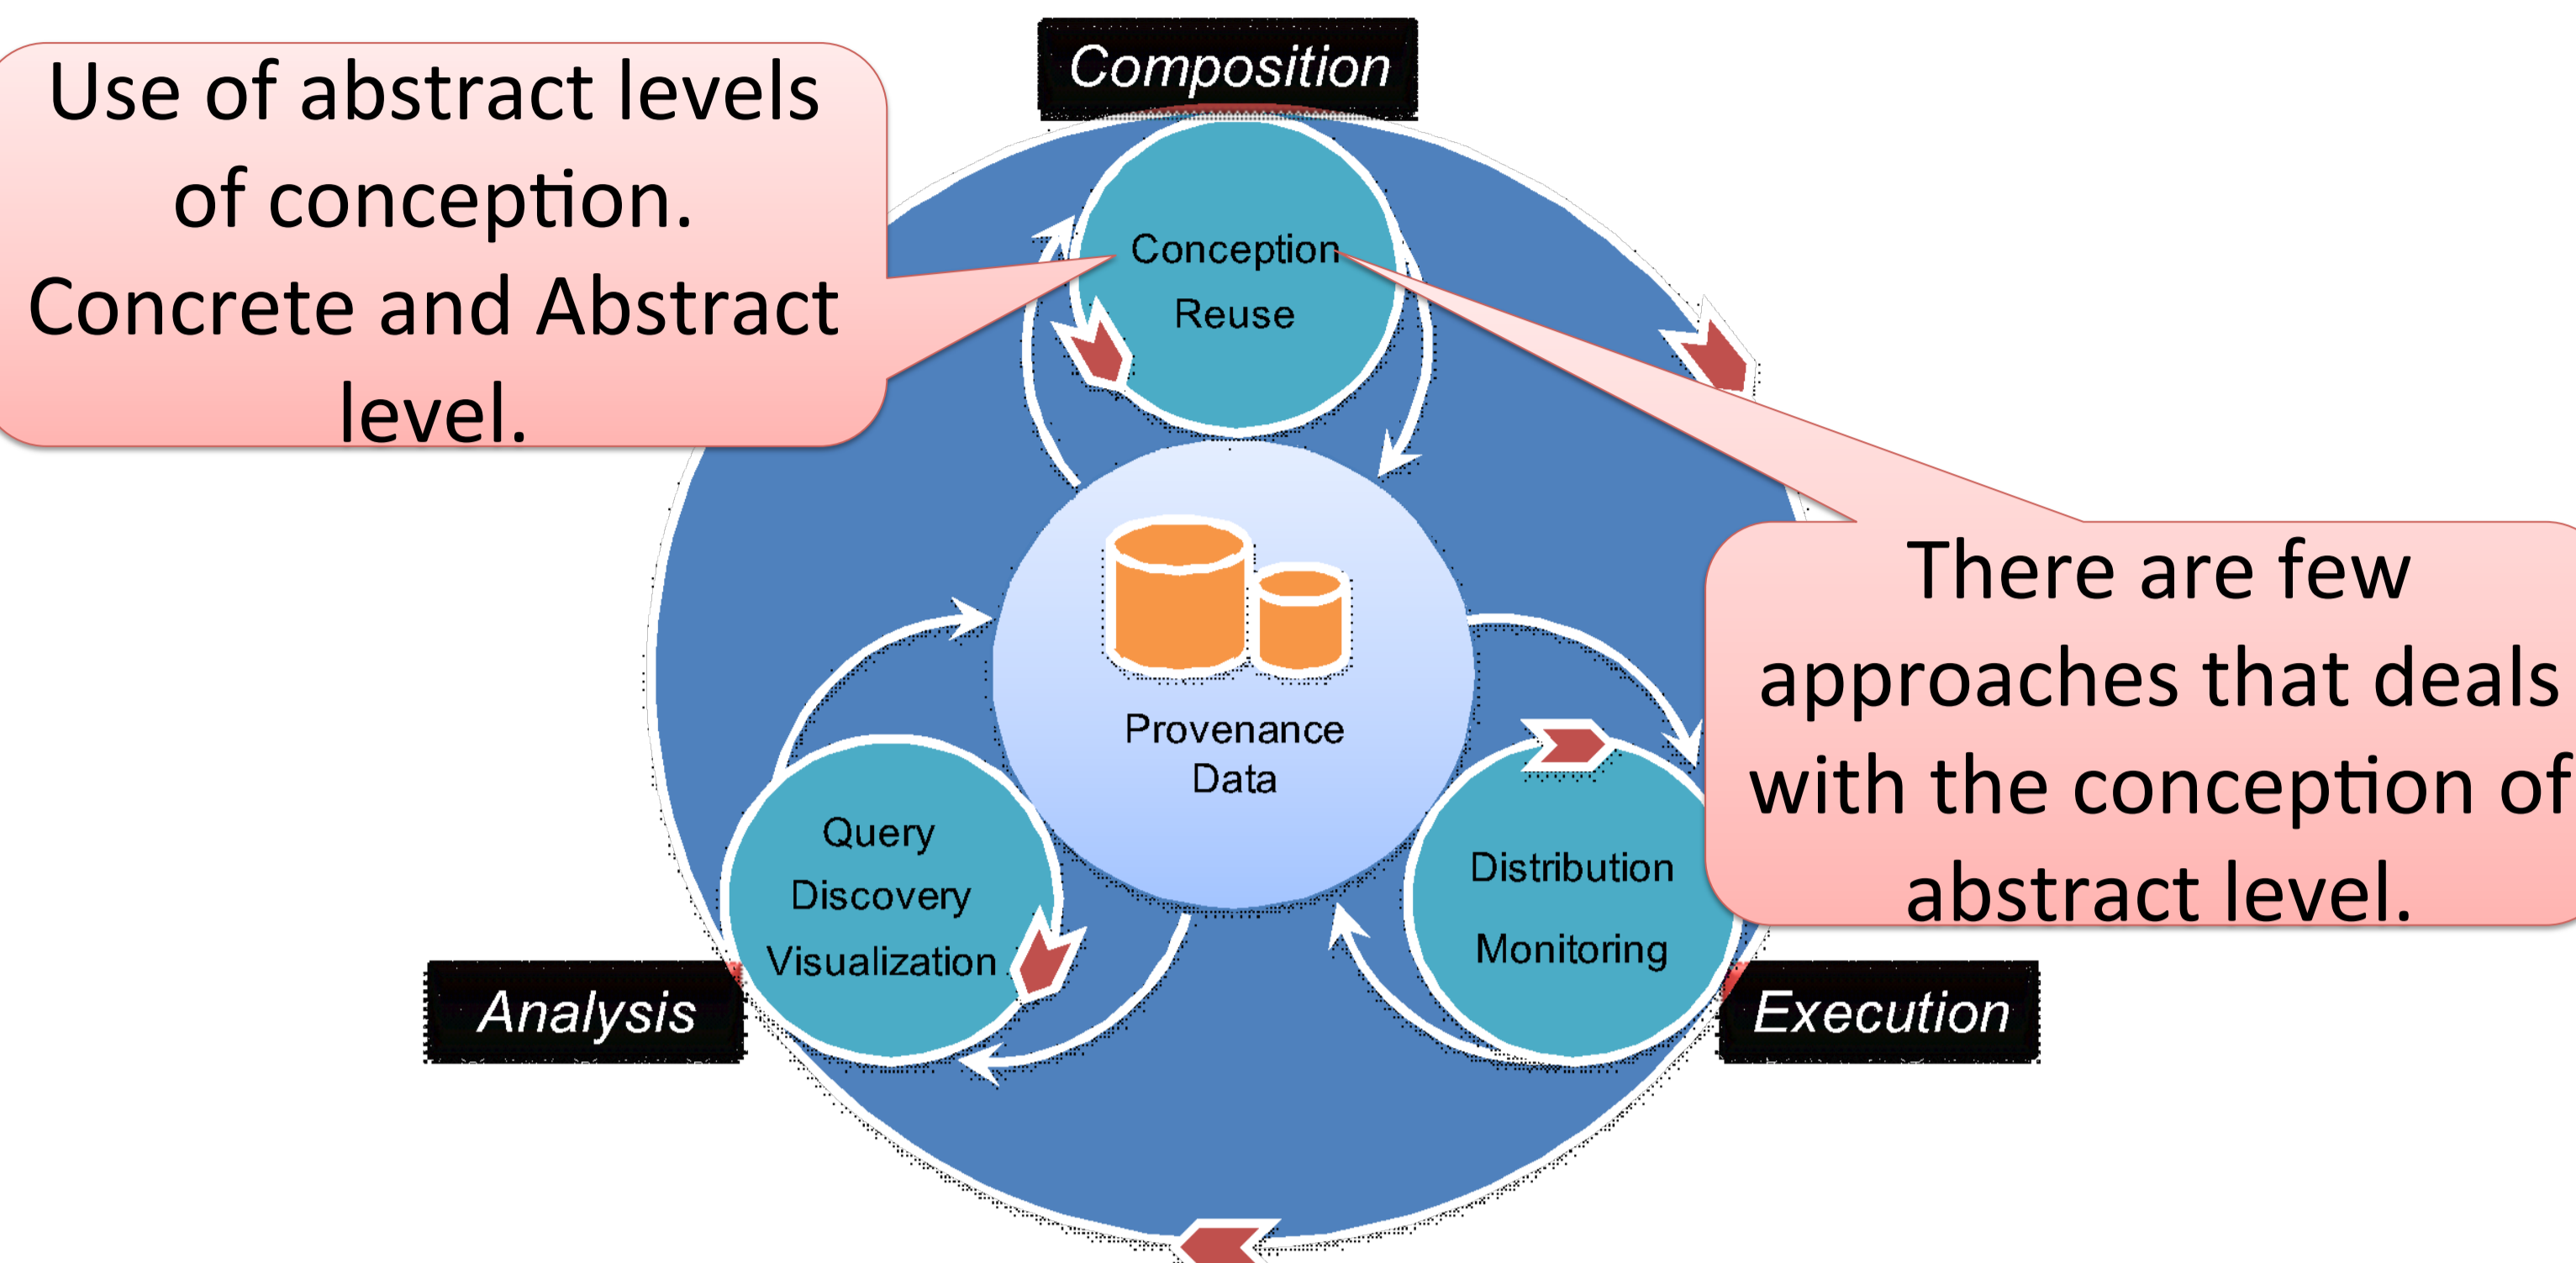 Composition
Use of abstract levels
of conception.
Concrete and Abstract
level.
Conception
Reuse
There are few
approaches that deals
with the conception of
abstract level.
Provenance
Data
Query
Discovery
Visualization
Distribution
Monitoring
Analysis
Execution